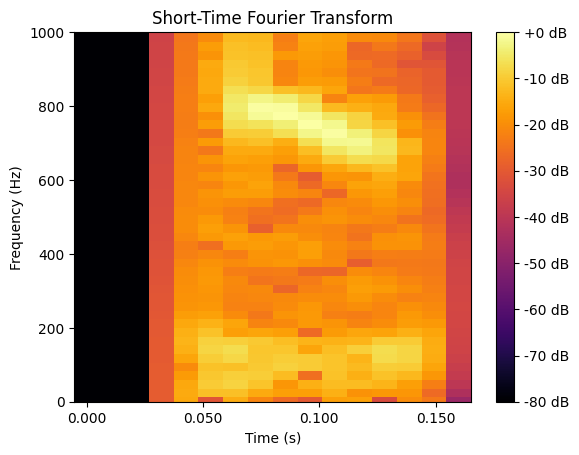 Short-Time Fourier Transform
1000
800
600
400
200
0
Frequency (Hz)
0.000
0.050
0.100
0.150
Time (s)
+0 dB
-10 dB
-20 dB
-30 dB
-40 dB
-50 dB
-60 dB
-70 dB
-80 dB